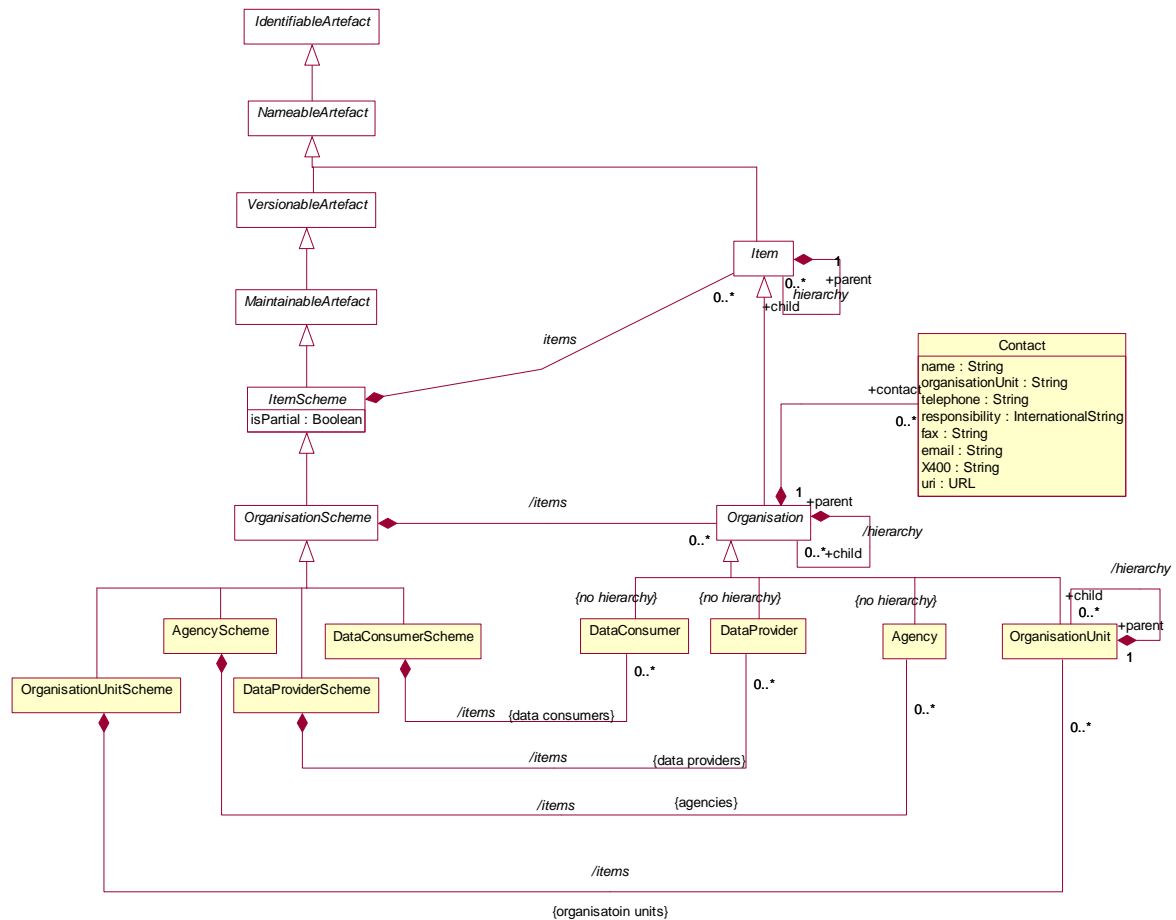 IdentifiableArtefact
NameableArtefact
VersionableArtefact
Item
1
+parent
0..*
0..*
hierarchy
+child
MaintainableArtefact
items
Contact
name : String
organisationUnit : String
telephone : String
responsibility : InternationalString
fax : String
email : String
X400 : String
uri : URL
+contact
0..*
ItemScheme
isPartial : Boolean
1
+parent
OrganisationScheme
/items
Organisation
0..*
/hierarchy
0..*
+child
/hierarchy
{no hierarchy}
{no hierarchy}
{no hierarchy}
+child
0..*
AgencyScheme
DataConsumerScheme
DataConsumer
DataProvider
Agency
OrganisationUnit
+parent
1
OrganisationUnitScheme
DataProviderScheme
0..*
0..*
0..*
0..*
/items
{data consumers}
/items
{data providers}
/items
{agencies}
/items
{organisatoin units}